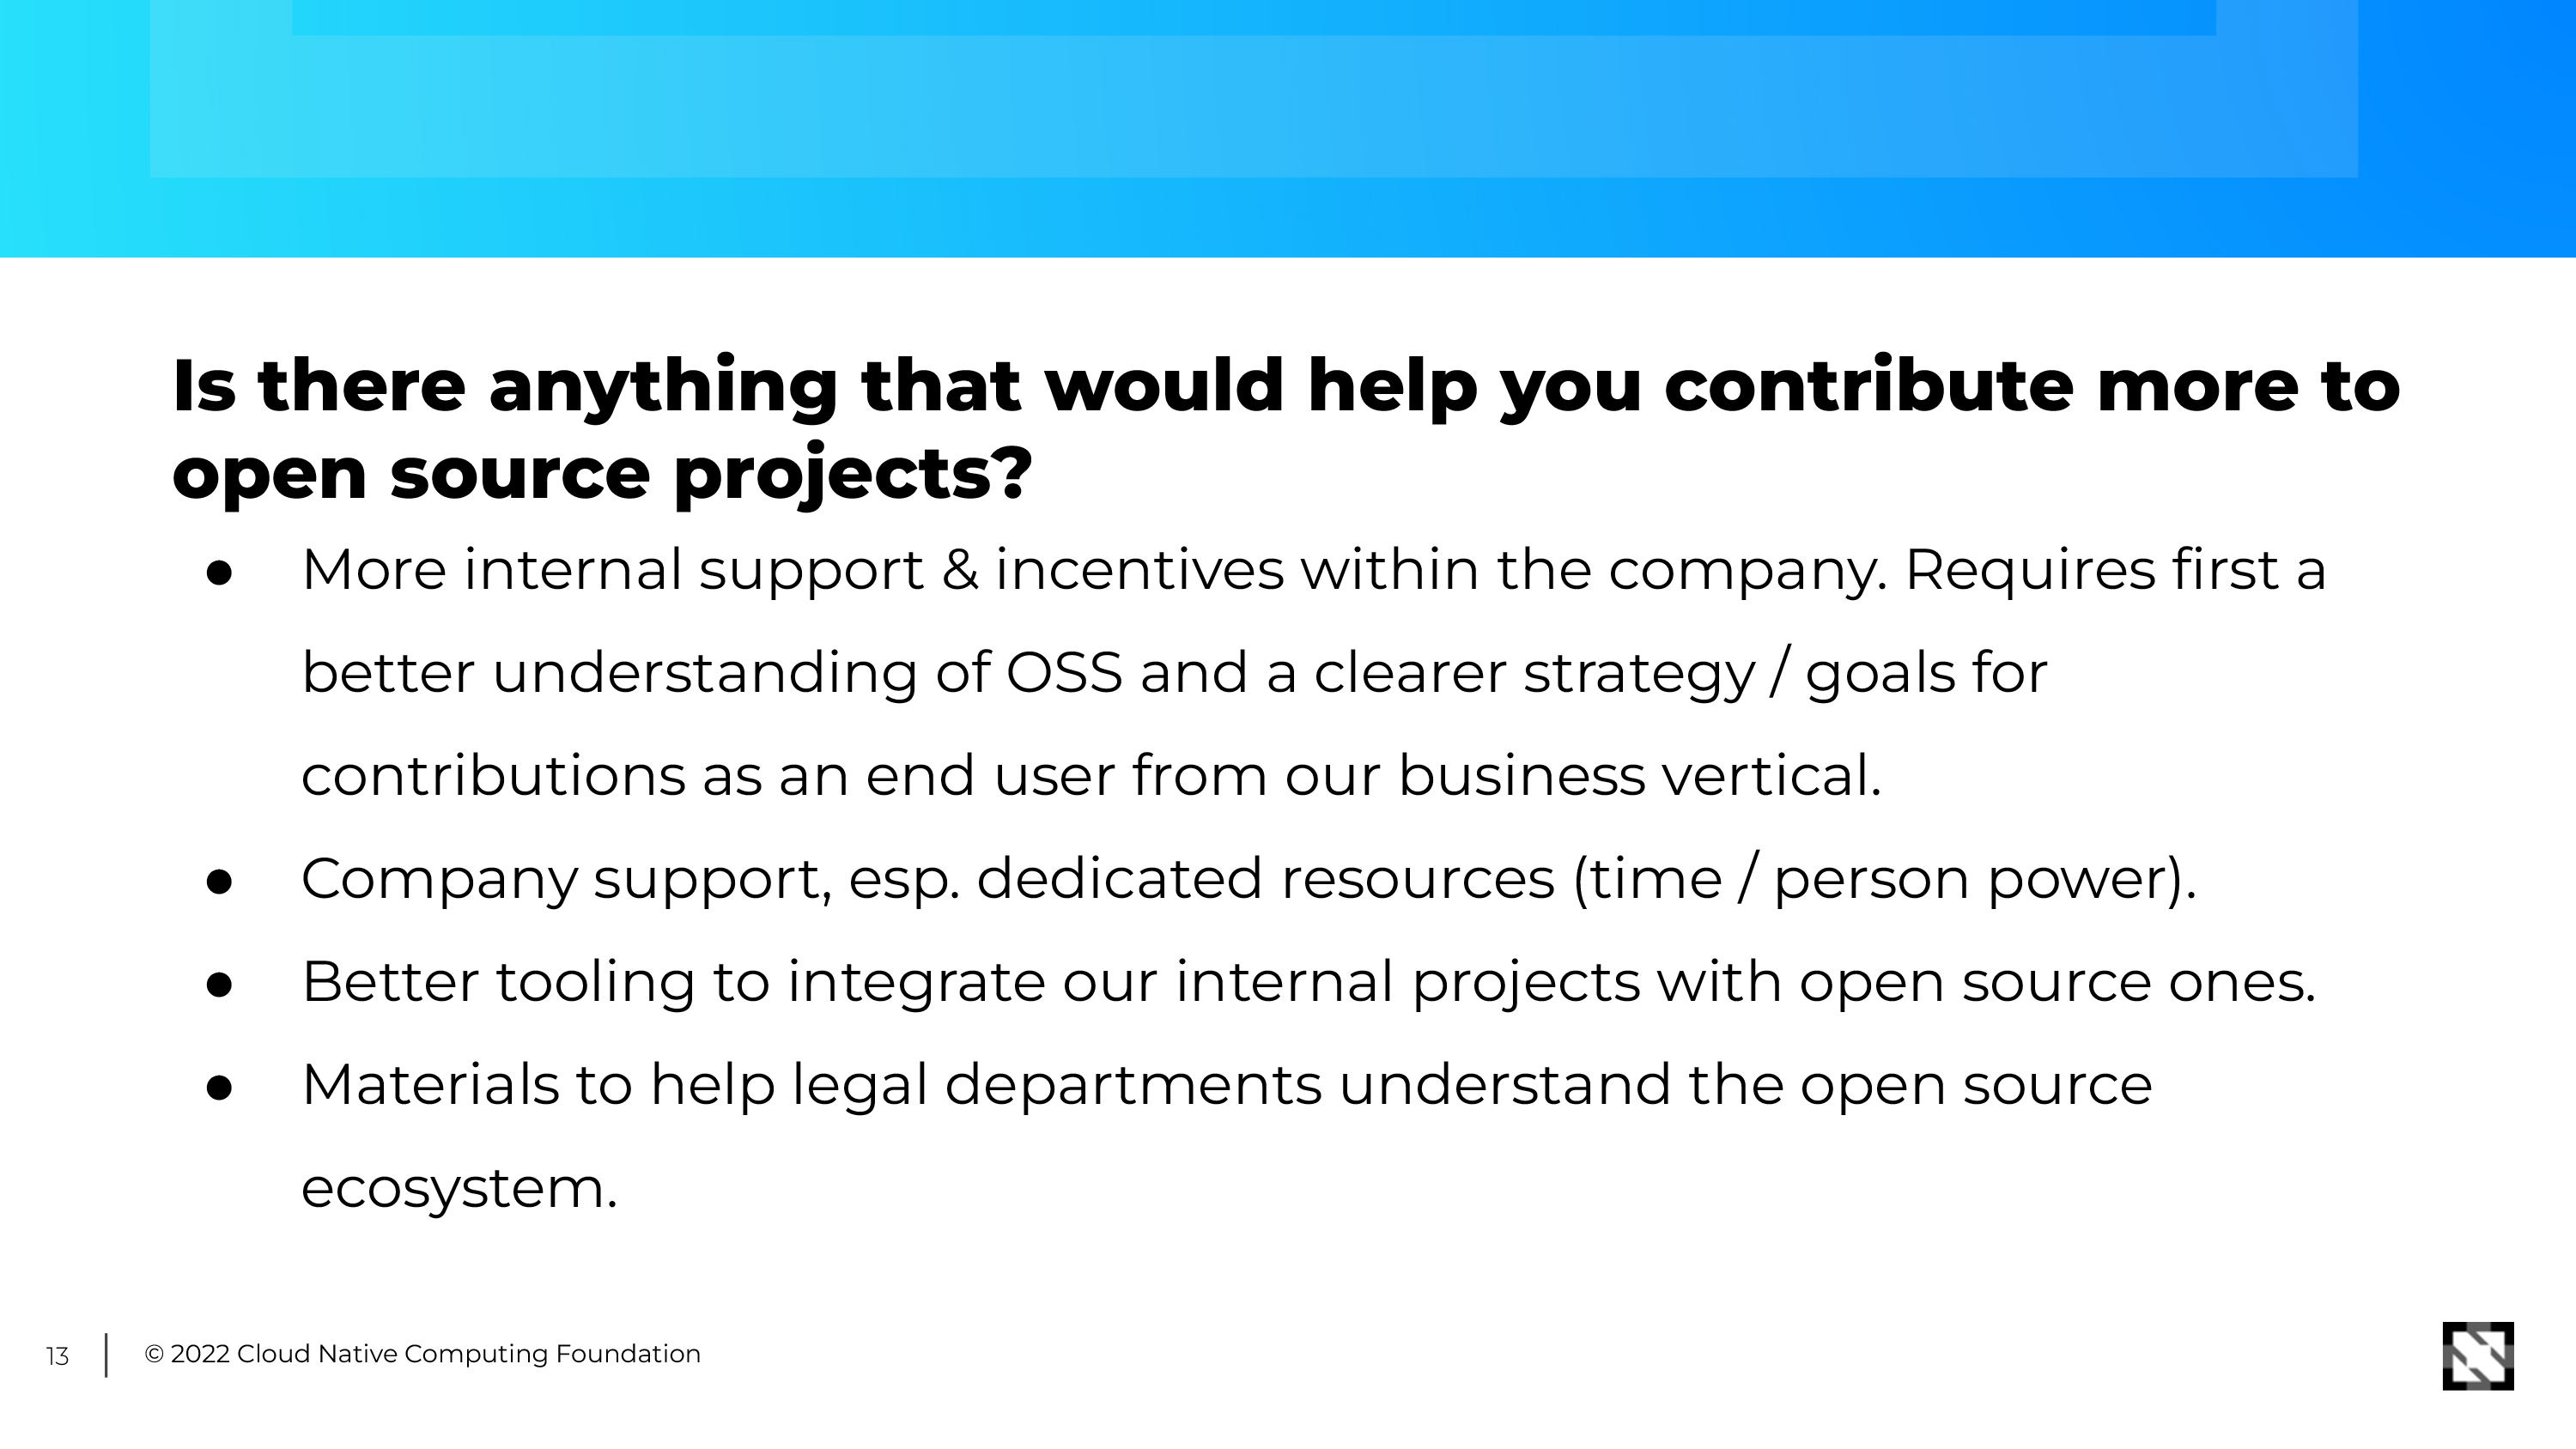 Is there anything that would help you contribute more to
open source projects?
● More internal support & incentives within the company. Requires first a
better understanding of OSS and a clearer strategy / goals for
contributions as an end user from our business vertical.
● Company support, esp. dedicated resources (time / person power).
● Better tooling to integrate our internal projects with open source ones.
● Materials to help legal departments understand the open source
ecosystem.
13
© 2022 Cloud Native Computing Foundation